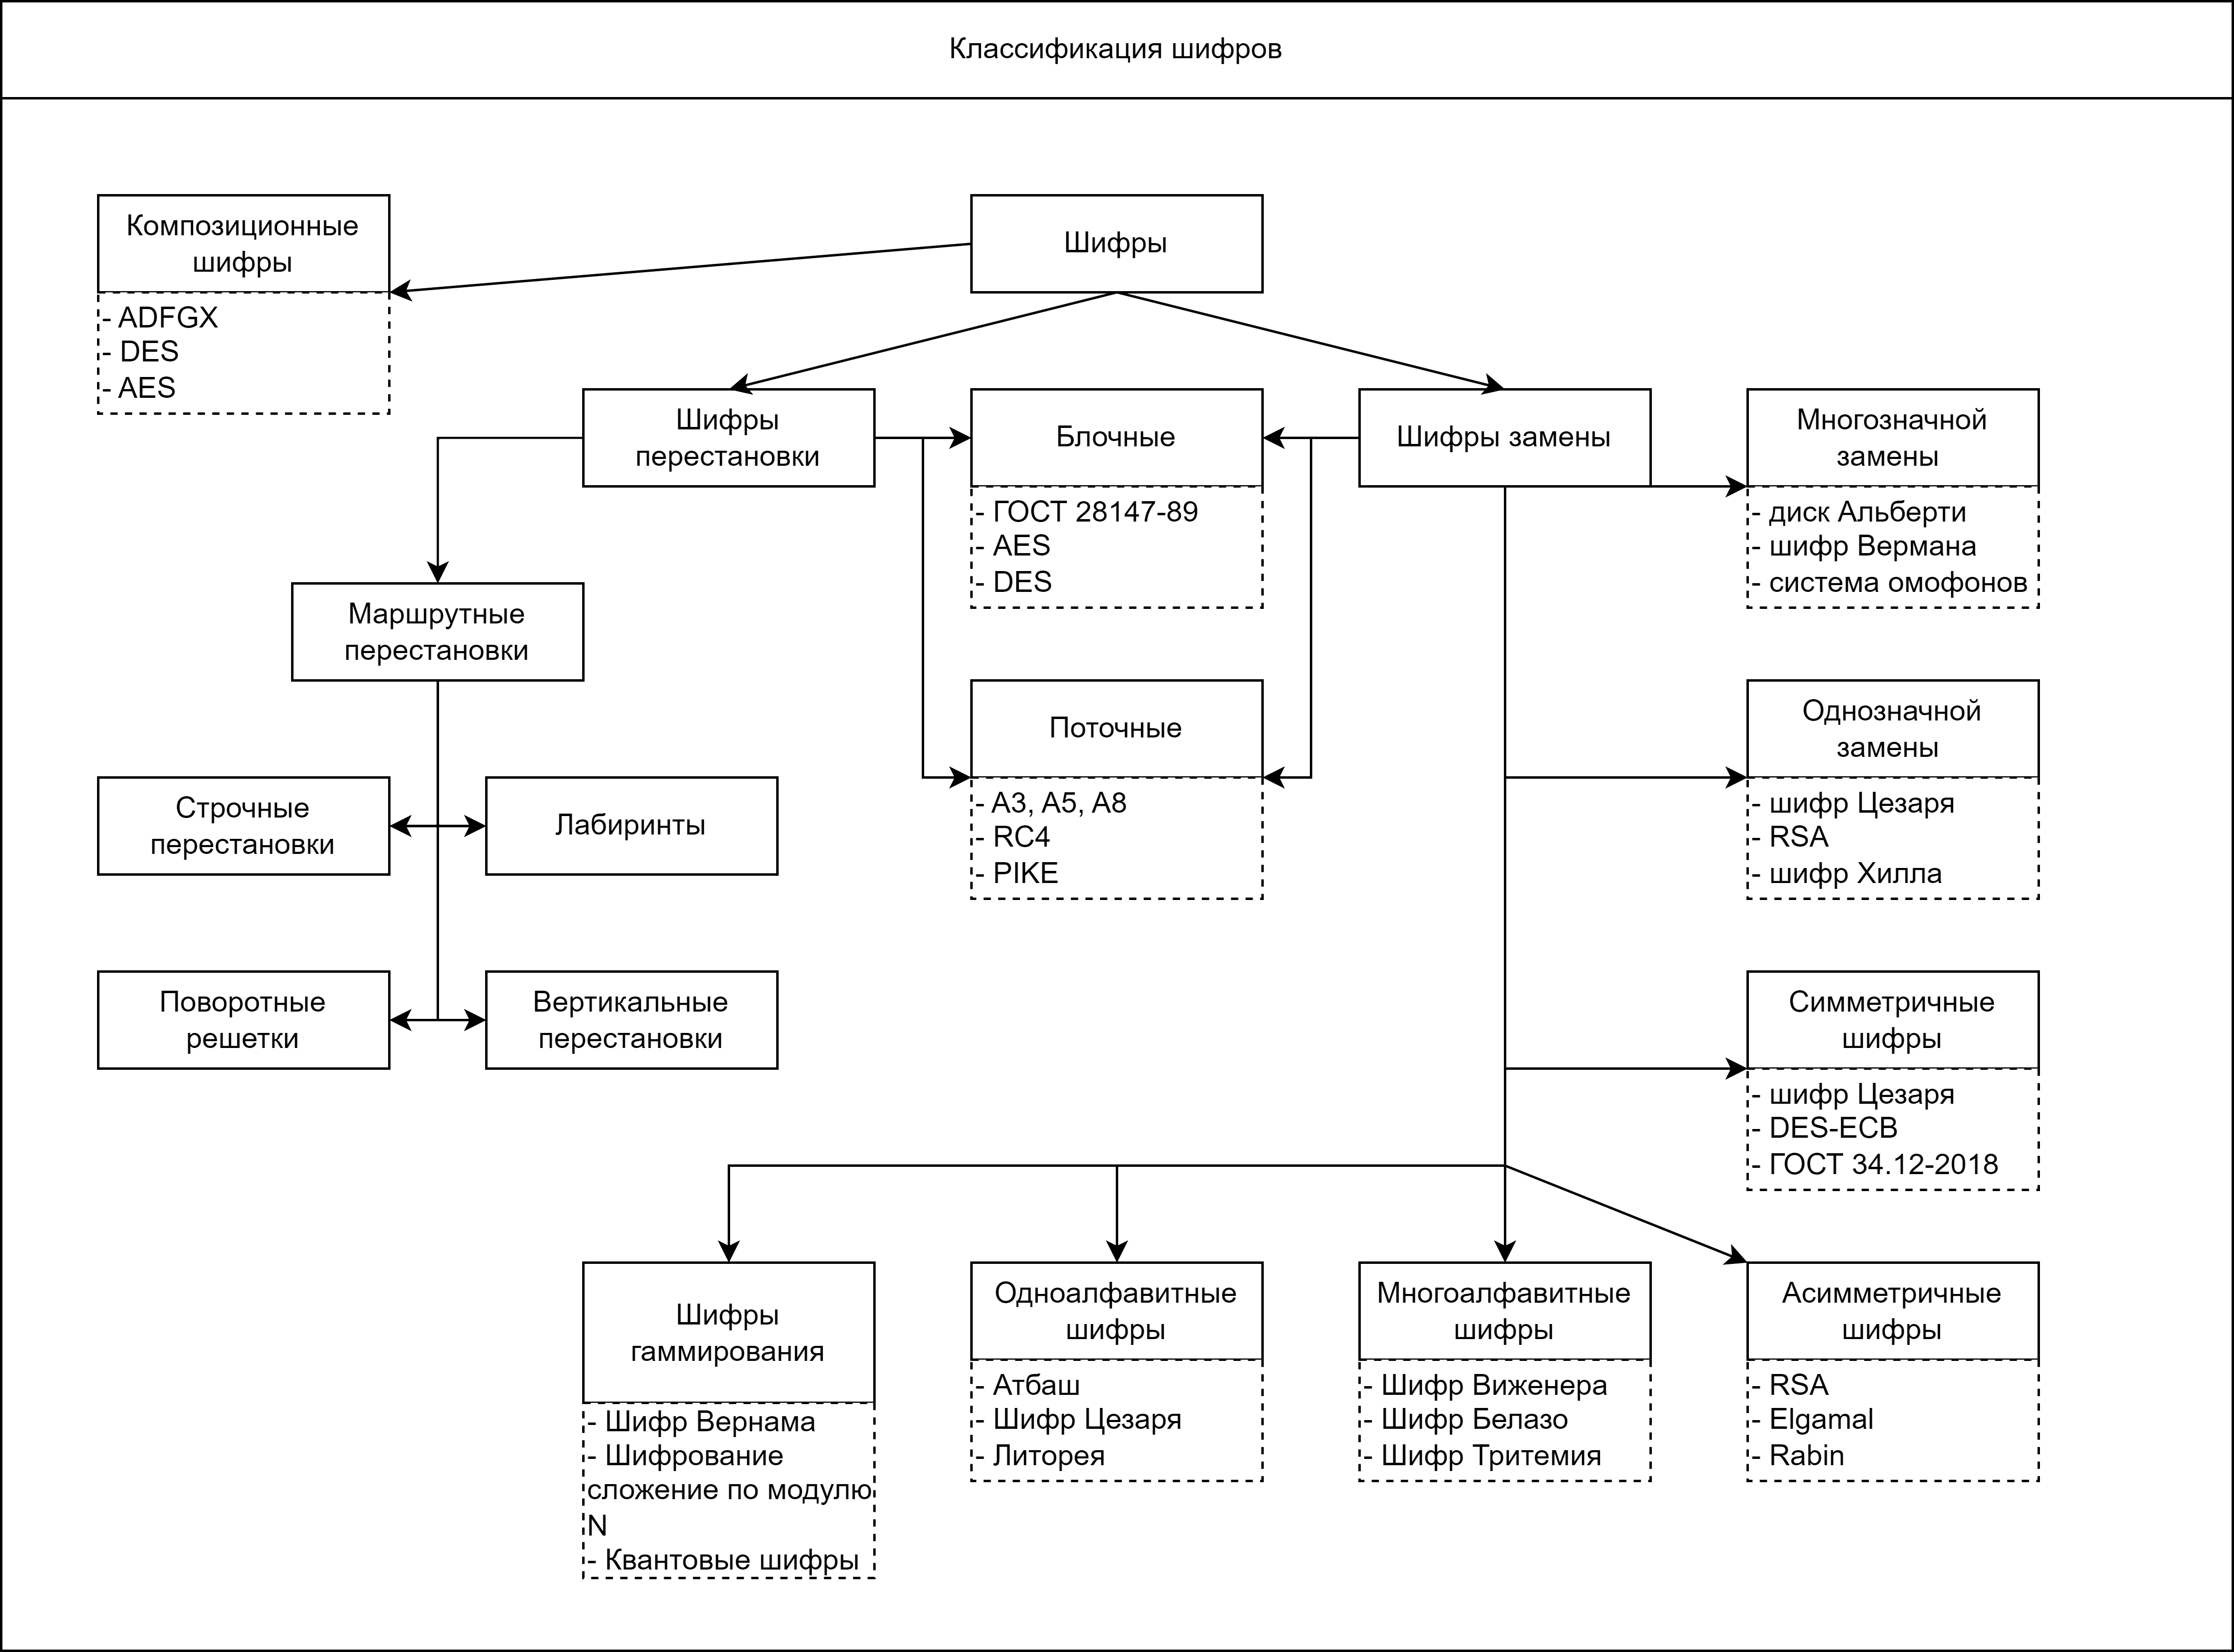 Классификация шифров
Композиционные
шифры
- ADFGX
- DES
- AES
Шифры
Шифры
перестановки
Блочные
- ГОСТ 28147-89
- AES
- DES
Шифры замены
Многозначной
замены
- диск Альберти
- шифр Вермана
- система омофонов
Маршрутные
перестановки
Поточные
- A3, A5, A8
- RC4
- PIKE
Однозначной
замены
- шифр Цезаря
- RSA
- шифр Хилла
Строчные
перестановки
Лабиринты
Поворотные
решетки
Вертикальные
перестановки
Симметричные
шифры
- шифр Цезаря
- DES-ECB
- ГОСТ 34.12-2018
Шифры
гаммирования
- Шифр Вернама
- Шифрование
сложение по модулю
N
- Квантовые шифры
Одноалфавитные
шифры
- Атбаш
- Шифр Цезаря
- Литорея
Многоалфавитные
шифры
- Шифр Виженера
- Шифр Белазо
- Шифр Тритемия
Асимметричные
шифры
- RSA
- Elgamal
- Rabin